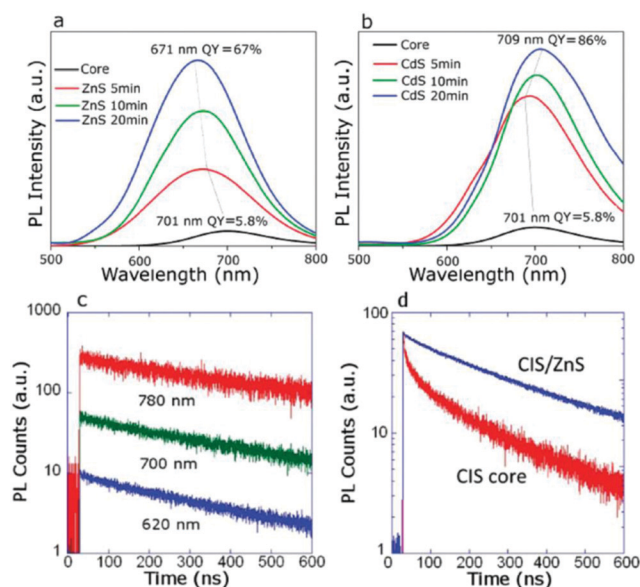 a
671 nm QY= 67%
Core
ZnS 5min
ZnS 10min
ZnS 20min
701 nm QY=5.8%
PL Intensity (a.u.)
500 600 700 800
Wavelength (nm)
b
709 nm QY= 86%
Core
CdS 5min
CdS 10min
CdS 20min
701 nm QY=5.8%
PL Intensity (a.u.)
500 600 700 800
Wavelength (nm)
c
1000
100
10
1
PL Counts (a.u.)
780 nm
700 nm
620 nm
0 100 200 300 400 500 600
Time (ns)
d
100
10
1
PL Counts (a.u.)
CIS/ZnS
CIS core
0 100 200 300 400 500 600
Time (ns)